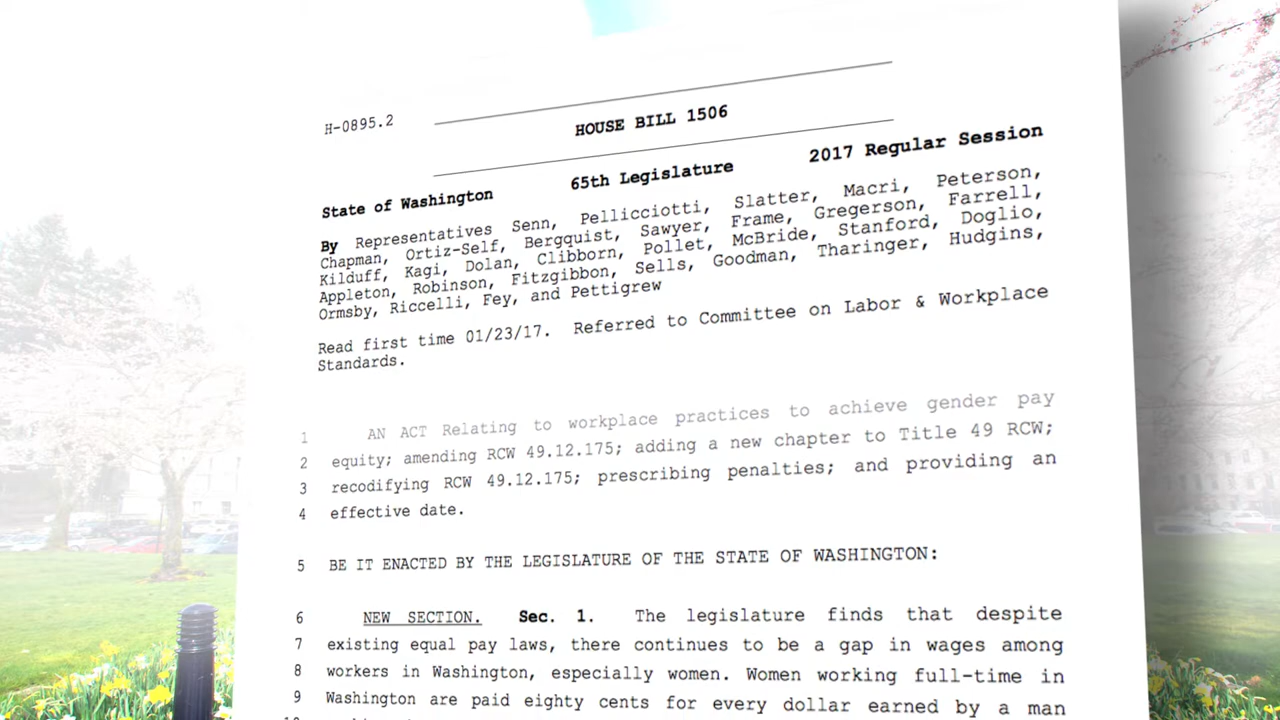 H-0895.2
HOUSE BILL 1506
State of Washington 65th Legislature 2017 Regular Session
By Representatives Senn, Pellicciotti, Slatter, Macri, Peterson,
Chapman, Ortiz-Self, Bergquist, Sawyer, Frame, Gregerson, Farrell,
Kilduff, Kagi, Dolan, Clibborn, Pollet, McBride, Stanford, Doglio,
Appleton, Robinson, Fitzgibbon, Sells, Goodman, Tharinger, Hudgins,
Ormsby, Riccelli, Fey, and Pettigrew
Read first time 01/23/17. Referred to Committee on Labor & Workplace
Standards.
1 AN ACT Relating to workplace practices to achieve gender pay
2 equity; amending RCW 49.12.175; adding a new chapter to Title 49 RCW;
3 recodifying RCW 49.12.175; prescribing penalties; and providing an
4 effective date.
5 BE IT ENACTED BY THE LEGISLATURE OF THE STATE OF WASHINGTON:
6 NEW SECTION. Sec. 1. The legislature finds that despite
7 existing equal pay laws, there continues to be a gap in wages among
8 workers in Washington, especially women. Women working full-time in
9 Washington are paid eighty cents for every dollar earned by a man